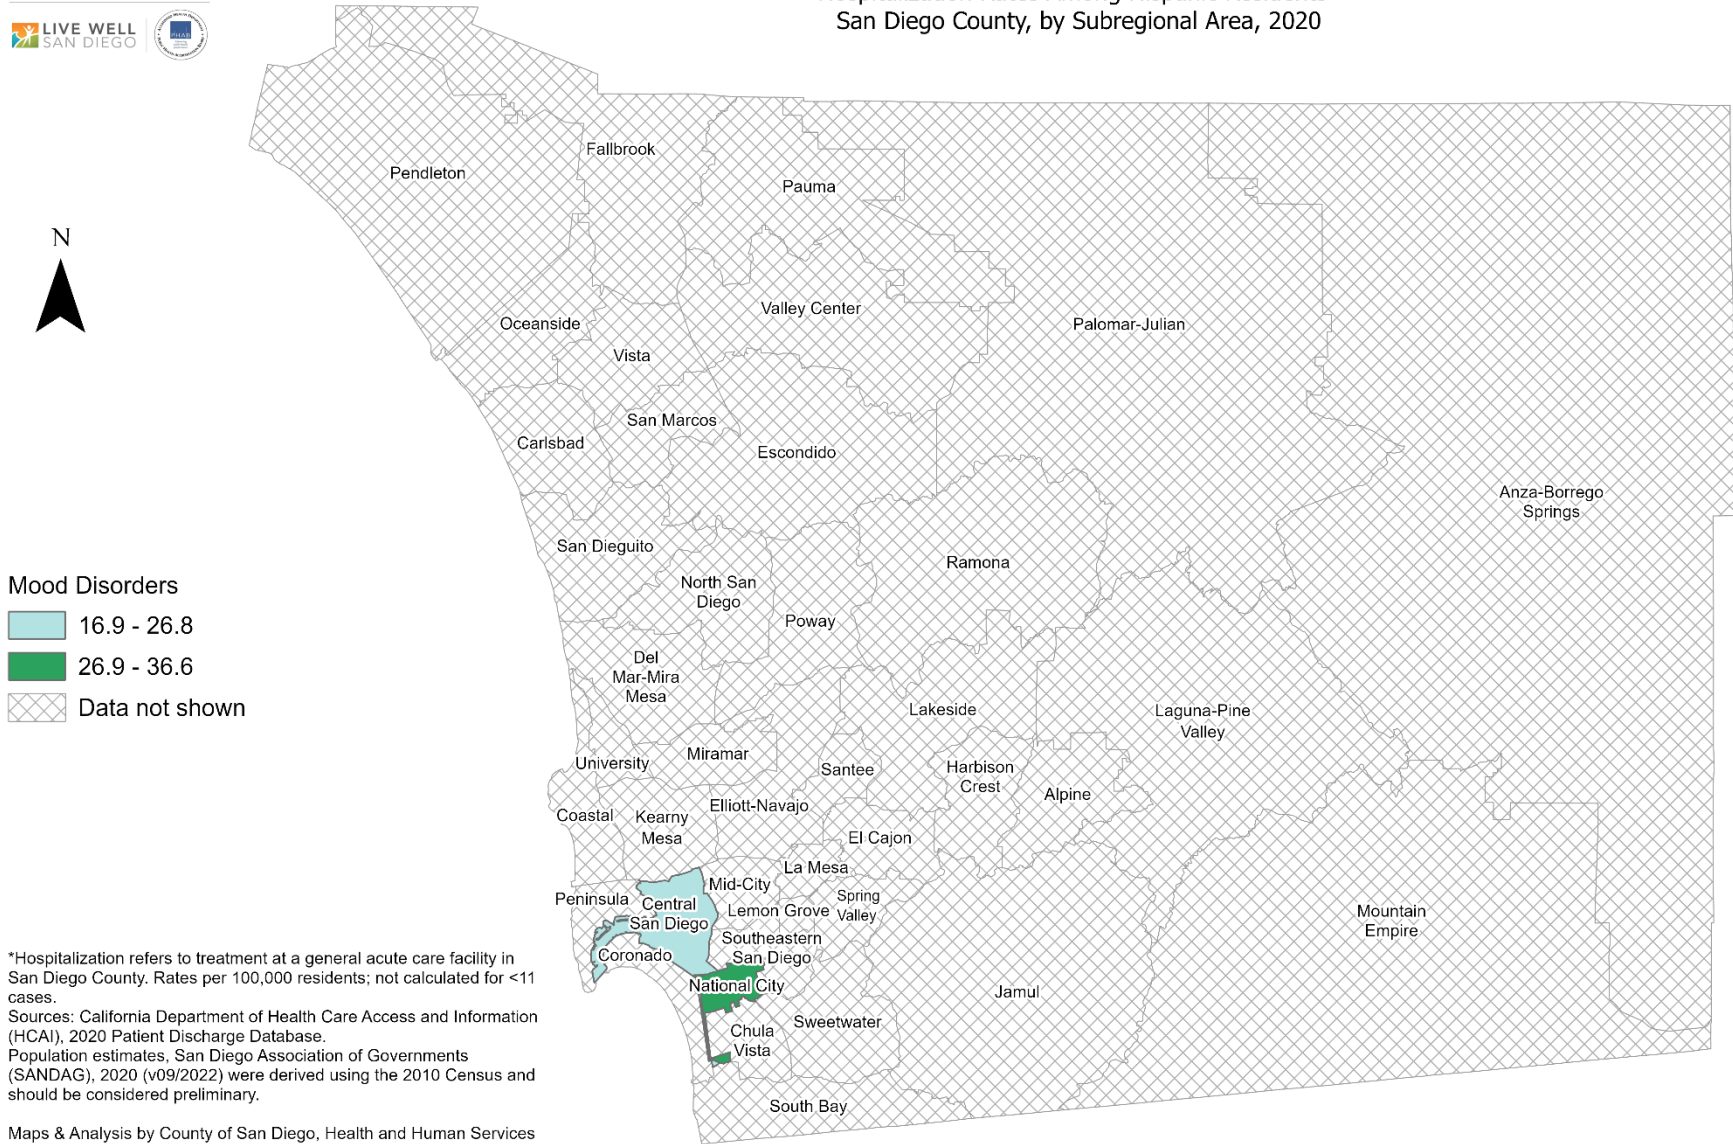 LIVE WELL
SAN DIEGO
PHAB
San Diego County, by Subregional Area, 2020
Fallbrook
Pendleton
Pauma
N
Valley Center
Oceanside
Palomar-Julian
Vista
San Marcos
Carlsbad
Escondido
Anza-Borrego
Springs
San Dieguito
Ramona
North San
Diego
Poway
Mood Disorders
16.9 - 26.8
26.9 - 36.6
Data not shown
Del
Mar-Mira
Mesa
Lakeside
Laguna-Pine
Valley
Miramar
University
Santee
Harbison
Crest
Alpine
Elliott-Navajo
Coastal
Kearny
Mesa
El Cajon
La Mesa
Mid-City
Peninsula
Central
San Diego
Spring
Valley
Lemon Grove
Mountain
Empire
Southeastern
San Diego
Coronado
National City
Jamul
Sweetwater
Chula
Vista
South Bay
*Hospitalization refers to treatment at a general acute care facility in
San Diego County. Rates per 100,000 residents; not calculated for <11
cases.
Sources: California Department of Health Care Access and Information
(HCAI), 2020 Patient Discharge Database.
Population estimates, San Diego Association of Governments
(SANDAG), 2020 (v09/2022) were derived using the 2010 Census and
should be considered preliminary.
Maps & Analysis by County of San Diego, Health and Human Services